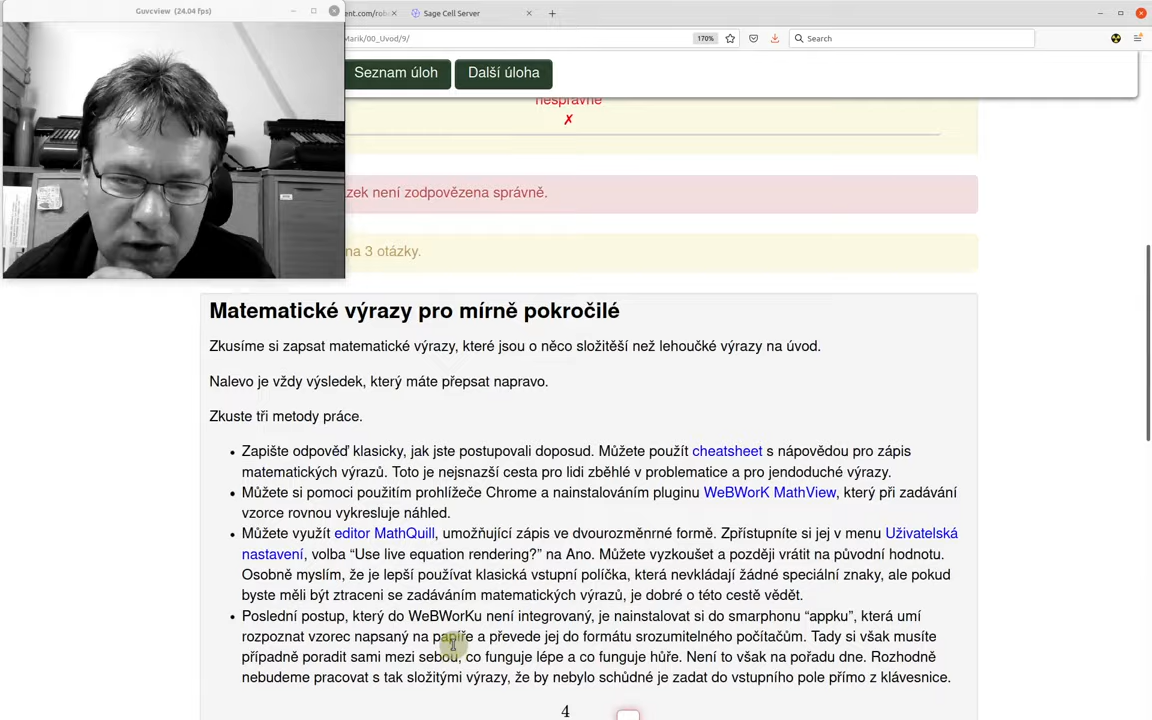 Guvcview (24.04 fps)
ent.com/rob
Sage Cell Server
Marik/00_Uvod/9/
170%
Search
Seznam úloh
Další úloha
nesprávně
✗
zek není zodpovězena správně.
na 3 otázky.
Matematické výrazy pro mírně pokročilé
Zkusíme si zapsat matematické výrazy, které jsou o něco složitěší než lehoučké výrazy na úvod.
Nalevo je vždy výsledek, který máte přepsat napravo.
Zkuste tři metody práce.
• Zapište odpověď klasicky, jak jste postupovali doposud. Můžete použít cheatsheet s nápovědou pro zápis
matematických výrazů. Toto je nejsnazší cesta pro lidi zběhlé v problematice a pro jendoduché výrazy.
• Můžete si pomoci použitím prohlížeče Chrome a nainstalováním pluginu WeBWorK MathView, který při zadávání
vzorce rovnou vykresluje náhled.
• Můžete využít editor MathQuill, umožňující zápis ve dvourozměnrné formě. Zpřístupníte si jej v menu Uživatelská
nastavení, volba “Use live equation rendering?” na Ano. Můžete vyzkoušet a později vrátit na původní hodnotu.
Osobně myslím, že je lepší používat klasická vstupní políčka, která nevkládají žádné speciální znaky, ale pokud
byste měli být ztraceni se zadáváním matematických výrazů, je dobré o této cestě vědět.
• Poslední postup, který do WeBWorKu není integrovaný, je nainstalovat si do smarphonu “appku”, která umí
rozpoznat vzorec napsaný na papíře a převede jej do formátu srozumitelného počítačům. Tady si však musíte
případně poradit sami mezi sebou, co funguje lépe a co funguje hůře. Není to však na pořadu dne. Rozhodně
nebudeme pracovat s tak složitými výrazy, že by nebylo schůdné je zadat do vstupního pole přímo z klávesnice.
4